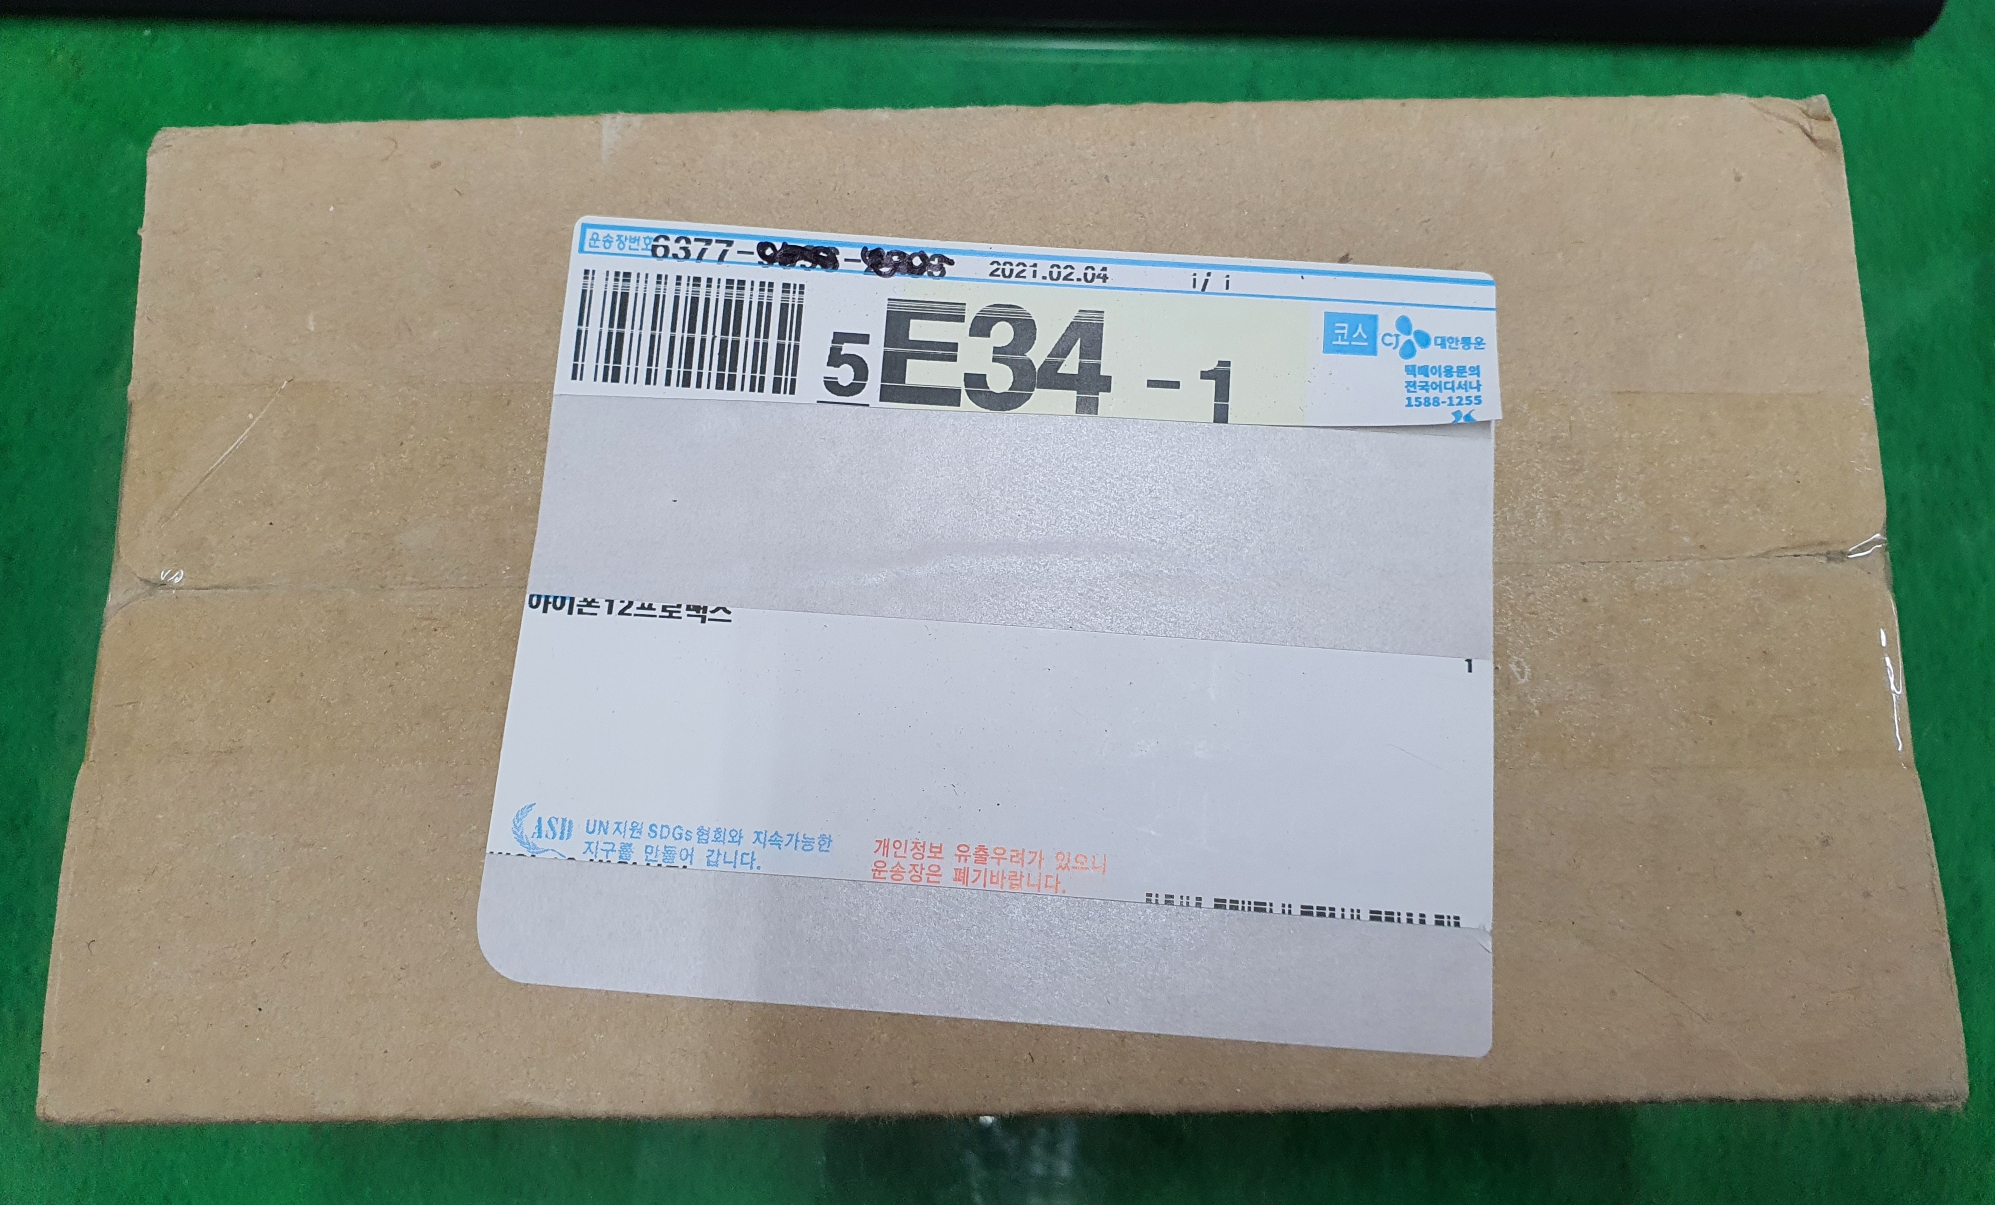 운송장번호 6377- 2021.02.04 1/1
5 E34 - 1
코스 CJ 대한통운
택배이용문의
전국어디서나
1588-1255
아이폰12프로맥스
1
ASD UN지원 SDGs협회와 지속가능한
지구를 만들어 갑니다.
개인정보 유출우려가 있으니
운송장은 폐기바랍니다.